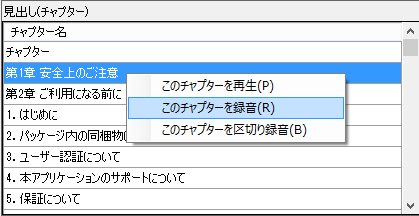 見出し(チャプター)
チャプター名
チャプター
第1章 安全上のご注意
このチャプターを再生(P)
第2章 ご利用になる前に
このチャプターを録音(R)
1. はじめに
このチャプターを区切り録音(B)
2. パッケージ内の同梱物
3. ユーザー認証について
4. 本アプリケーションのサポートについて
5. 保証について